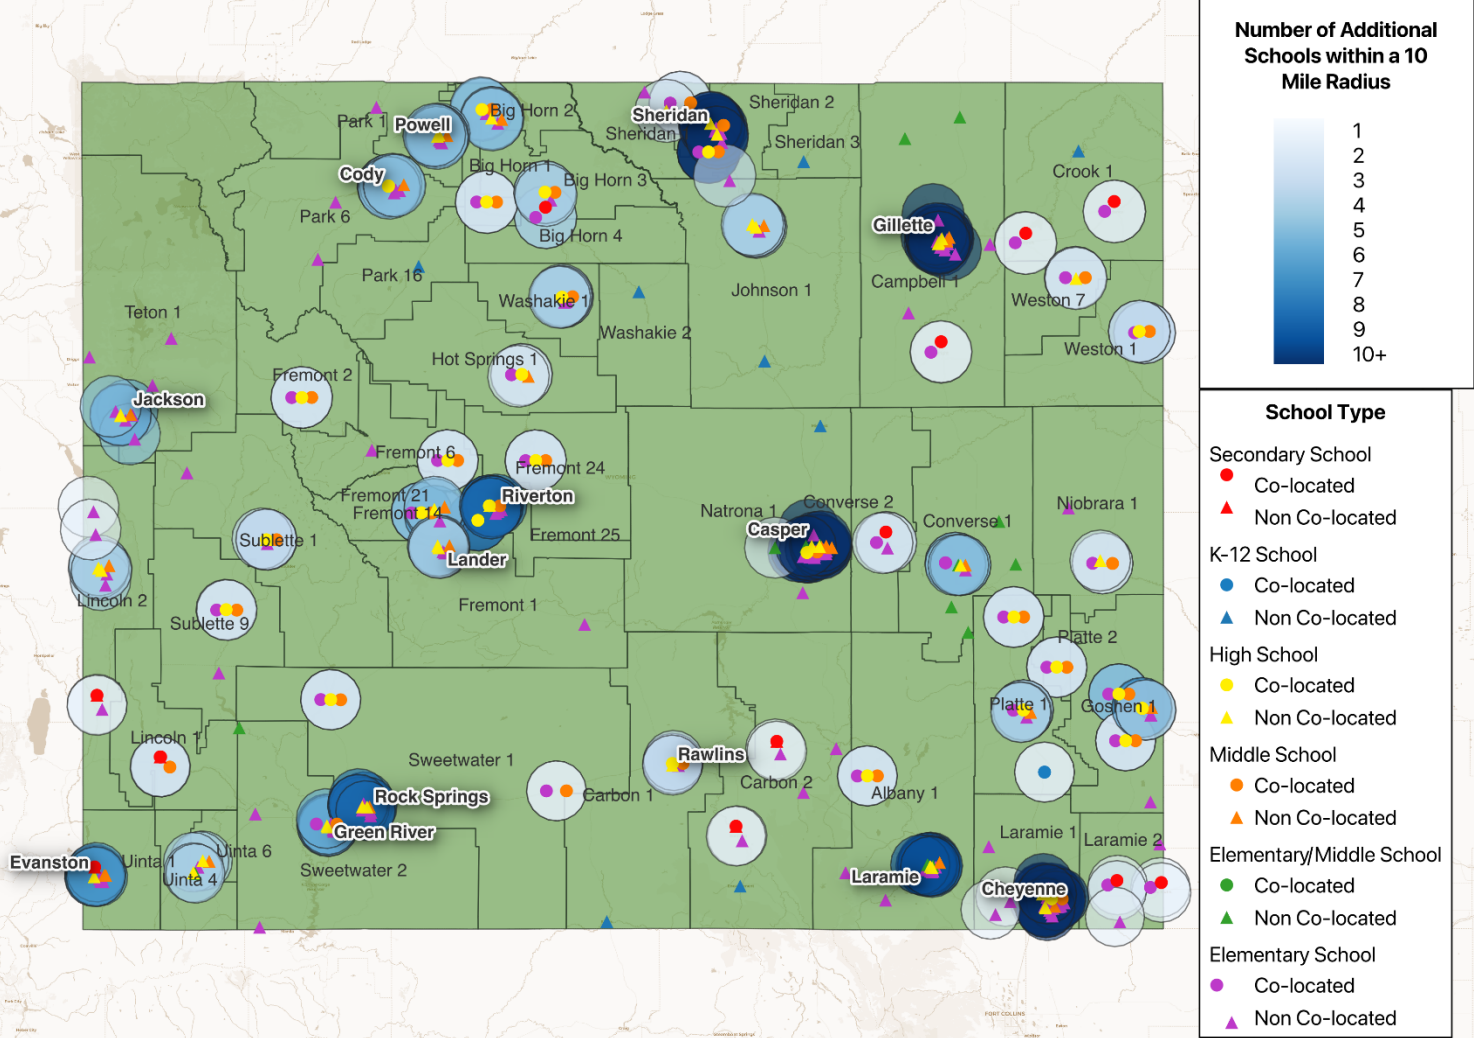 Number of Additional
Schools within a 10
Mile Radius
1
2
3
4
5
6
7
8
9
10+
School Type
Secondary School
Co-located
Non Co-located
K-12 School
Co-located
Non Co-located
High School
Co-located
Non Co-located
Middle School
Co-located
Non Co-located
Elementary/Middle School
Co-located
Non Co-located
Elementary School
Co-located
Non Co-located
Park 1
Powell
Big Horn 2
Sheridan
Sheridan
Sheridan 2
Sheridan 3
Cody
Big Horn 1
Big Horn 3
Crook 1
Park 6
Big Horn 4
Gillette
Park 16
Campbell 1
Johnson 1
Weston 7
Teton 1
Washakie 1
Washakie 2
Weston 1
Hot Springs 1
Fremont 2
Jackson
Fremont 6
Fremont 24
Fremont 21
Riverton
Fremont 14
Fremont 25
WYOMING
Natrona 1
Converse 2
Niobrara 1
Casper
Converse 1
Sublette 1
Lander
Lincoln 2
Fremont 1
Sublette 9
Platte 2
Platte 1
Goshen 1
Lincoln 1
Sweetwater 1
Rawlins
Carbon 1
Carbon 2
Albany 1
Rock Springs
Green River
Laramie 1
Laramie 2
Evanston
Uinta 1
Uinta 6
Uinta 4
Sweetwater 2
Laramie
Cheyenne
FORT COLLINS